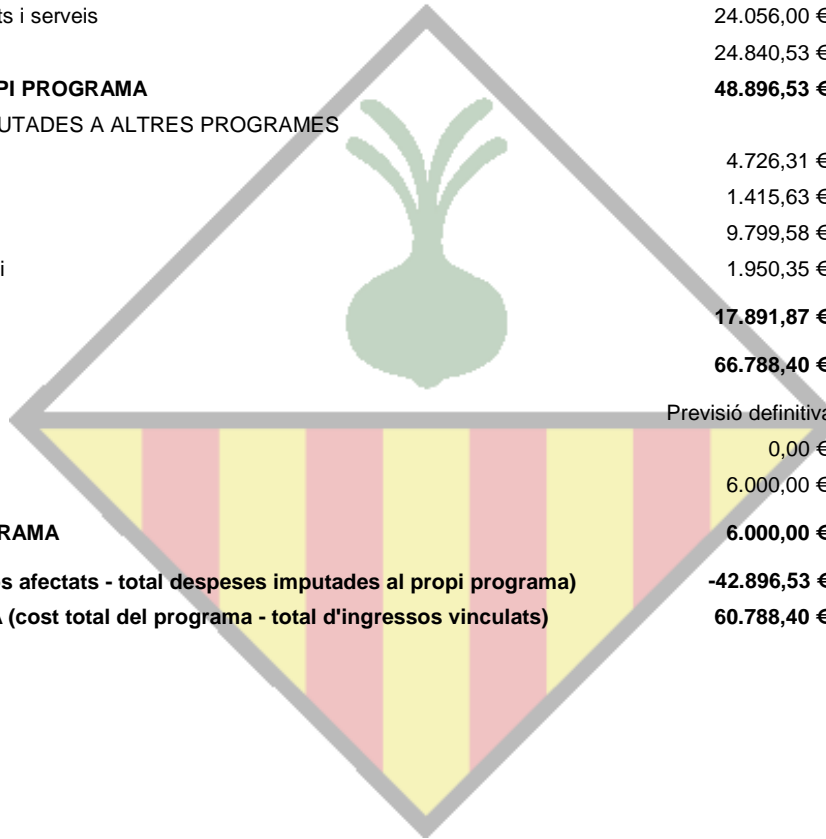 ts i serveis 24.056,00 €
24.840,53 €
PI PROGRAMA 48.896,53 €
UTADES A ALTRES PROGRAMES
4.726,31 €
1.415,63 €
9.799,58 €
i 1.950,35 €
17.891,87 €
66.788,40 €
Previsió definitiva
0,00 €
6.000,00 €
RAMA 6.000,00 €
s afectats - total despeses imputades al propi programa) -42.896,53 €
(cost total del programa - total d'ingressos vinculats) 60.788,40 €